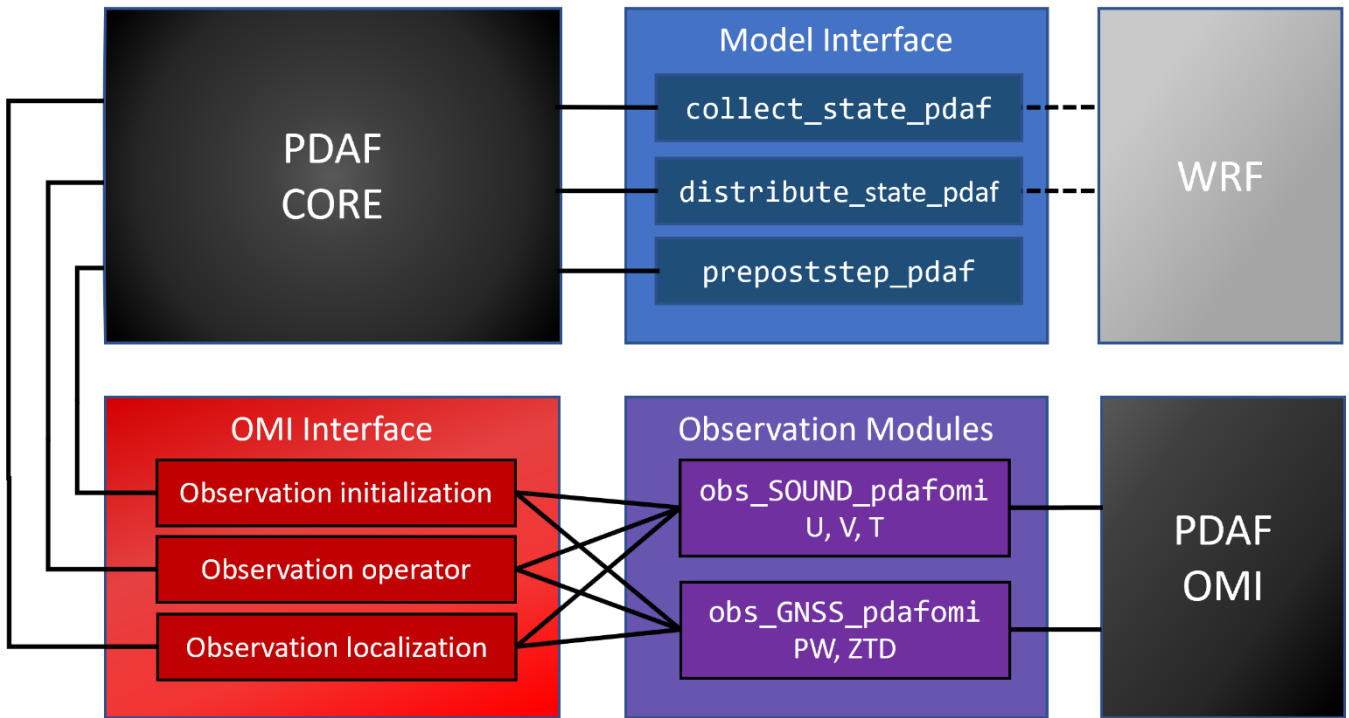 PDAF
CORE
Model Interface
collect_state_pdaf
distribute_state_pdaf
prepoststep_pdaf
WRF
OMI Interface
Observation initialization
Observation operator
Observation localization
Observation Modules
obs_SOUND_pdafomi
U, V, T
obs_GNSS_pdafomi
PW, ZTD
PDAF
OMI